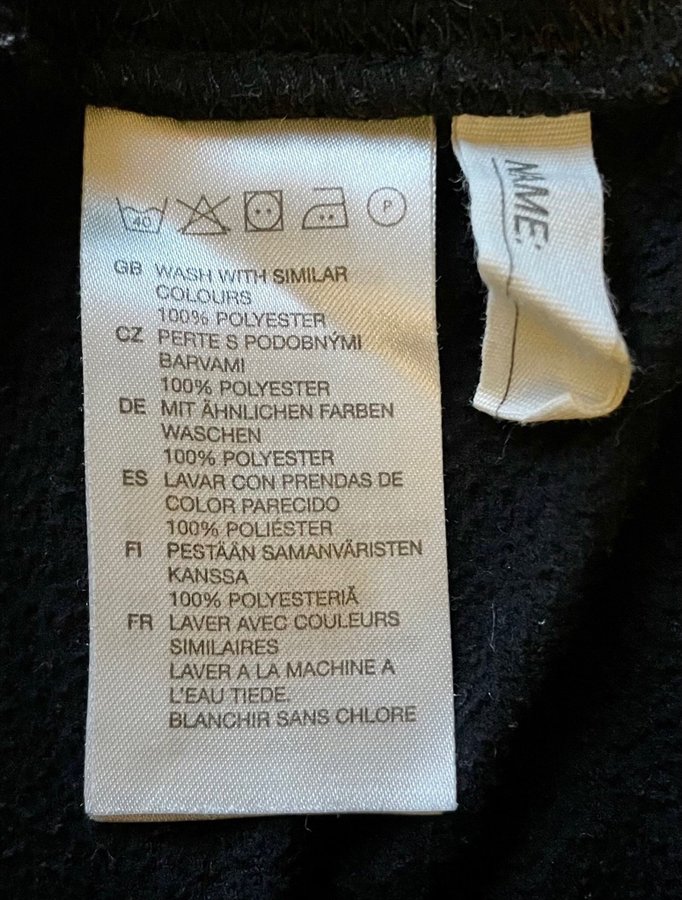 40
P
GB WASH WITH SIMILAR
COLOURS
100% POLYESTER
CZ PERTE S PODOBNÝMI
BARVAMI
100% POLYESTER
DE MIT ÄHNLICHEN FARBEN
WASCHEN
100% POLYESTER
ES LAVAR CON PRENDAS DE
COLOR PARECIDO
100% POLIÉSTER
FI PESTÄÄN SAMANVÄRISTEN
KANSSA
100% POLYESTERIÄ
FR LAVER AVEC COULEURS
SIMILAIRES
LAVER A LA MACHINE A
L'EAU TIEDE.
BLANCHIR SANS CHLORE
NAME: